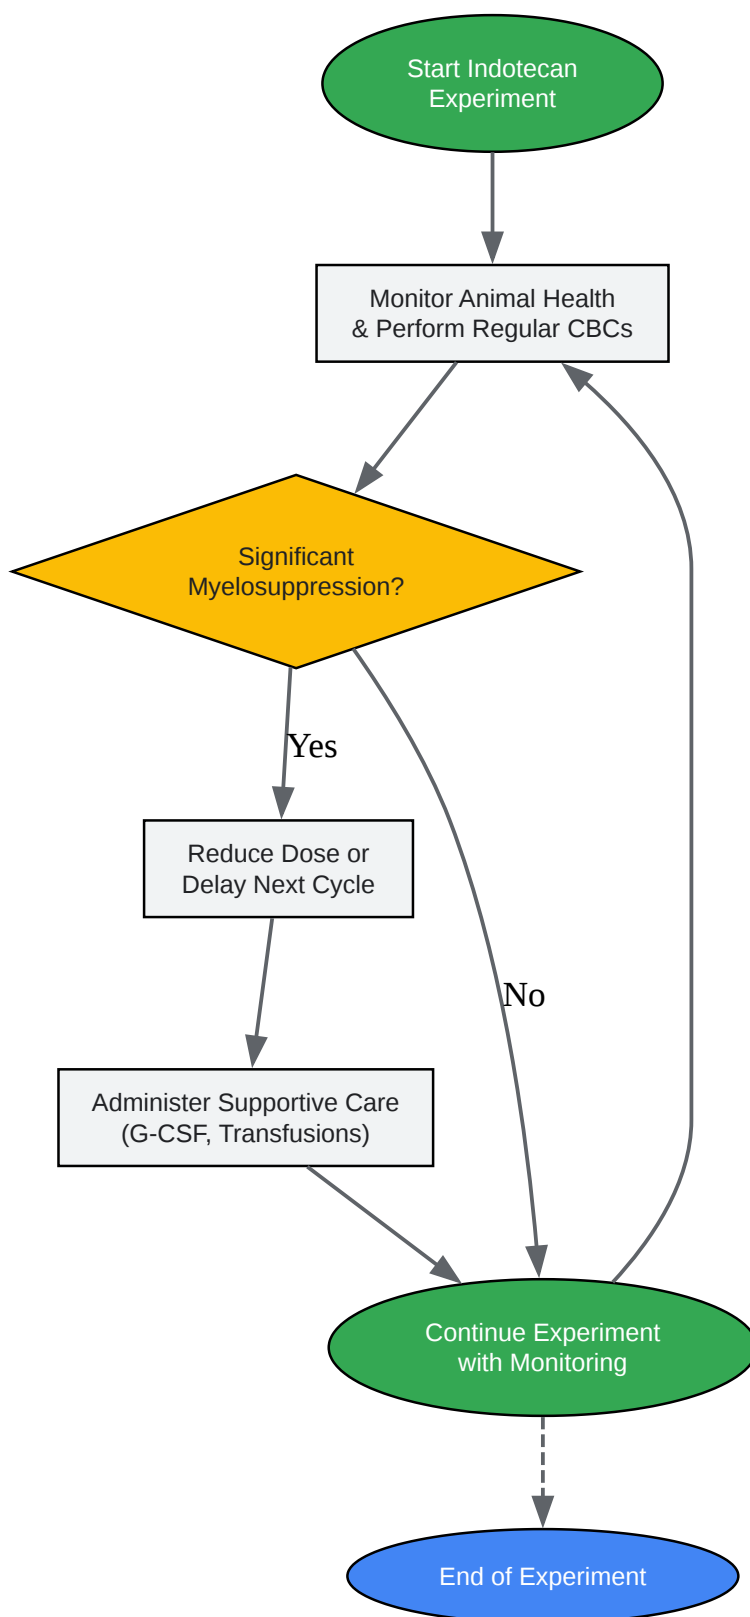 Start Indotecan
Experiment
Monitor Animal Health
& Perform Regular CBCs
Significant
Myelosuppression?
Yes
Reduce Dose or
Delay Next Cycle
No
Administer Supportive Care
(G-CSF, Transfusions)
Continue Experiment
with Monitoring
End of Experiment